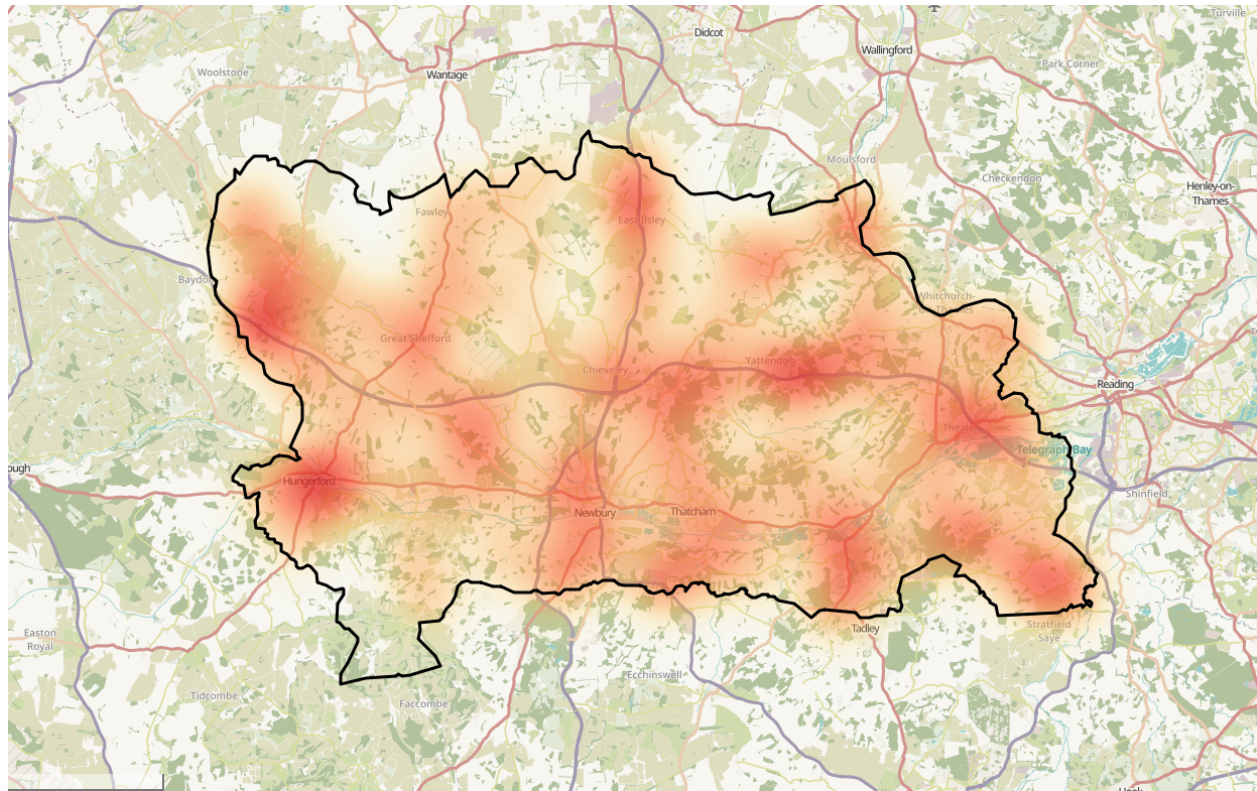 Turville
Didcot
Wallingford
Woolstone
Wantage
Park Corner
Moulsford
Checkendon
Henley-on-
Thames
Fawley
East Ilsley
Baydon
Whitchurch-
Great Shefford
Chieveley
Yattendon
Reading
Theale
Telegraph Bay
ough
Hungerford
Shinfield
Newbury
Thatcham
Easton
Royal
Tadley
Stratfield
Saye
Ecchinswell
Tidcombe
Faccombe